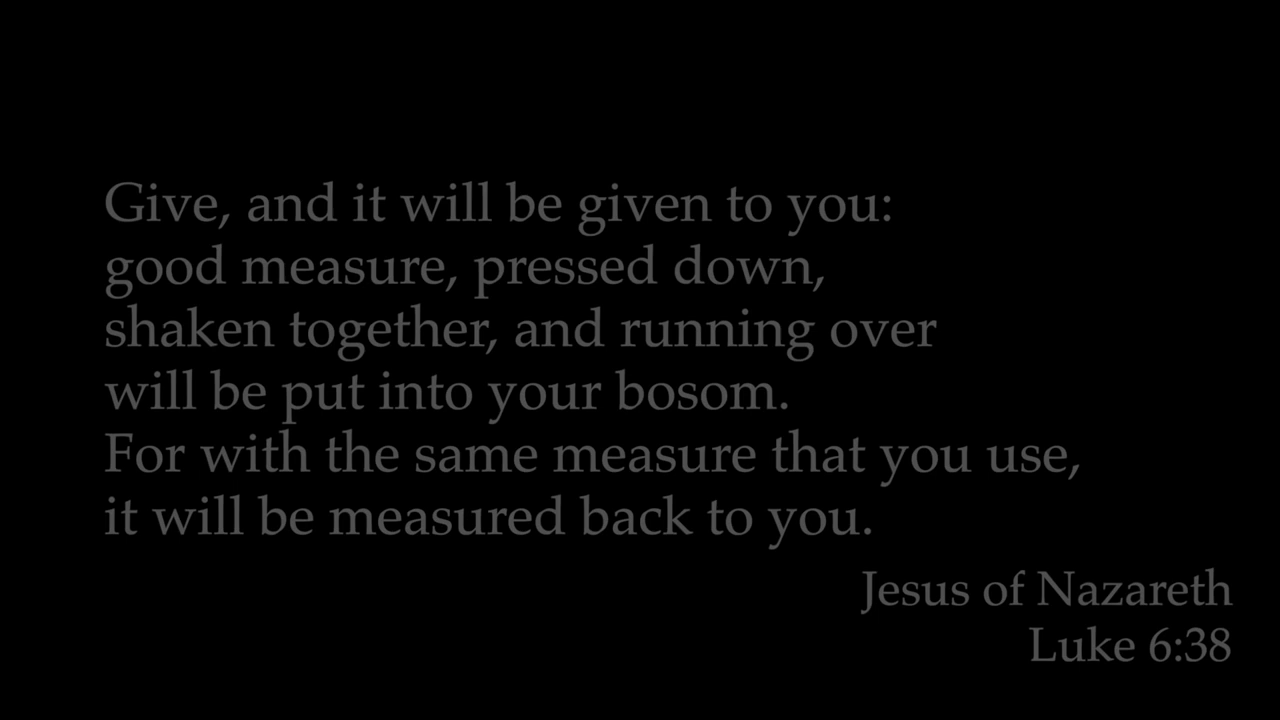 Give, and it will be given to you:
good measure, pressed down,
shaken together, and running over
will be put into your bosom.
For with the same measure that you use,
it will be measured back to you.
Jesus of Nazareth
Luke 6:38